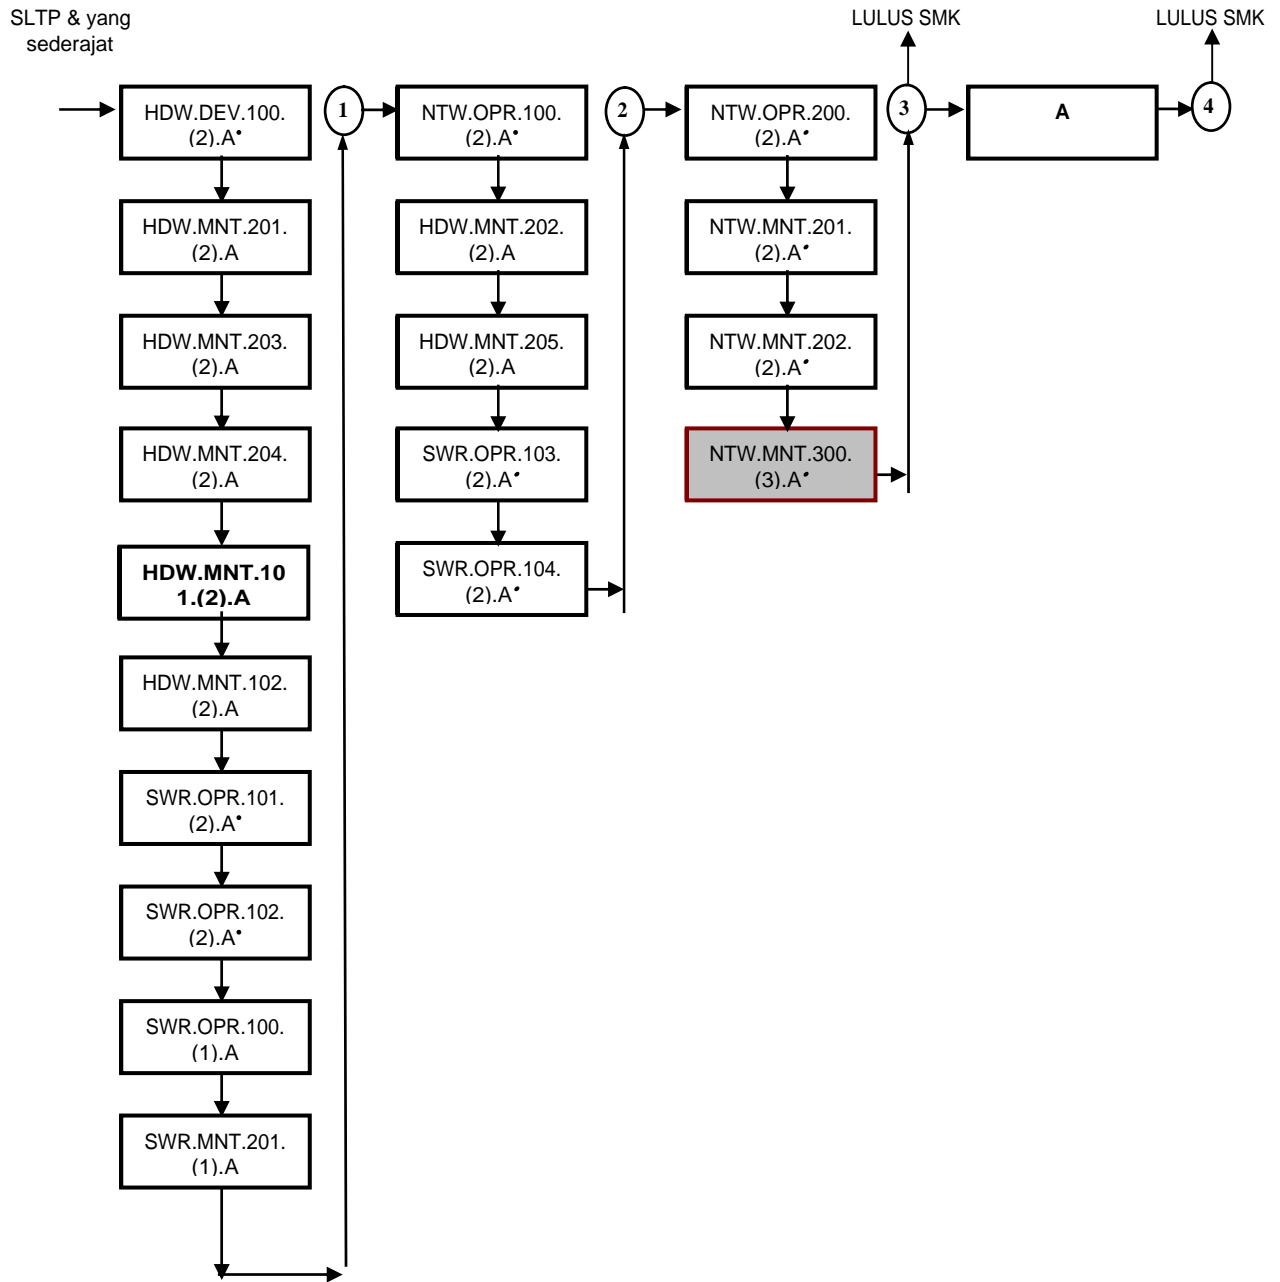 SLTP & yang
sederajat
LULUS SMK
LULUS SMK
HDW.DEV.100.
(2).A•
1
NTW.OPR.100.
(2).A•
2
NTW.OPR.200.
(2).A•
3
A
4
HDW.MNT.201.
(2).A
HDW.MNT.202.
(2).A
NTW.MNT.201.
(2).A•
HDW.MNT.203.
(2).A
HDW.MNT.205.
(2).A
NTW.MNT.202.
(2).A•
HDW.MNT.204.
(2).A
SWR.OPR.103.
(2).A•
NTW.MNT.300.
(3).A•
HDW.MNT.10
1.(2).A
SWR.OPR.104.
(2).A•
HDW.MNT.102.
(2).A
SWR.OPR.101.
(2).A•
SWR.OPR.102.
(2).A•
SWR.OPR.100.
(1).A
SWR.MNT.201.
(1).A